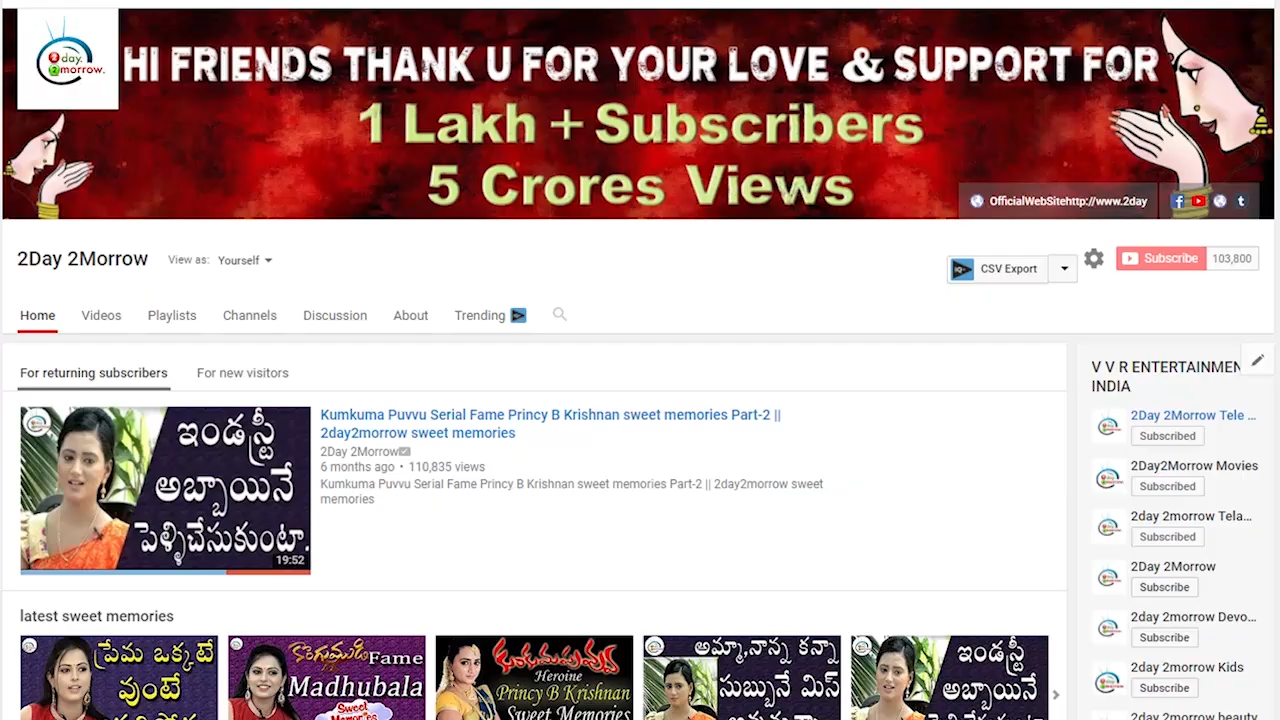 2day.
2morrow.
HI FRIENDS THANK U FOR YOUR LOVE & SUPPORT FOR
1 Lakh + Subscribers
5 Crores Views
OfficialWebSitehttp://www.2day
2Day 2Morrow
View as: Yourself
CSV Export
Subscribe 103,800
Home Videos Playlists Channels Discussion About Trending
For returning subscribers For new visitors
ఇండస్ట్రీ
అబ్బాయినే
పెళ్ళిచేసుకుంటా.
19:52
Kumkuma Puvvu Serial Fame Princy B Krishnan sweet memories Part-2 ||
2day2morrow sweet memories
2Day 2Morrow
6 months ago • 110,835 views
Kumkuma Puvvu Serial Fame Princy B Krishnan sweet memories Part-2 || 2day2morrow sweet
memories
V V R ENTERTAINMEN
INDIA
2Day 2Morrow Tele ...
Subscribed
2Day2Morrow Movies
Subscribed
2day 2morrow Tela...
Subscribed
2Day 2Morrow
Subscribe
2day 2morrow Devo...
Subscribe
2day 2morrow Kids
Subscribe
2day 2morrow beauty
latest sweet memories
ప్రేమ ఒక్కటే
వుంటే
Fame
Madhubala
Sweet
Memories
కుంకుమపువ్వు
Heroine
Princy B Krishnan
Sweet Memories
అమ్మా,నాన్న కన్నా
సుబ్బునే మిస్
ఇండస్ట్రీ
అబ్బాయినే